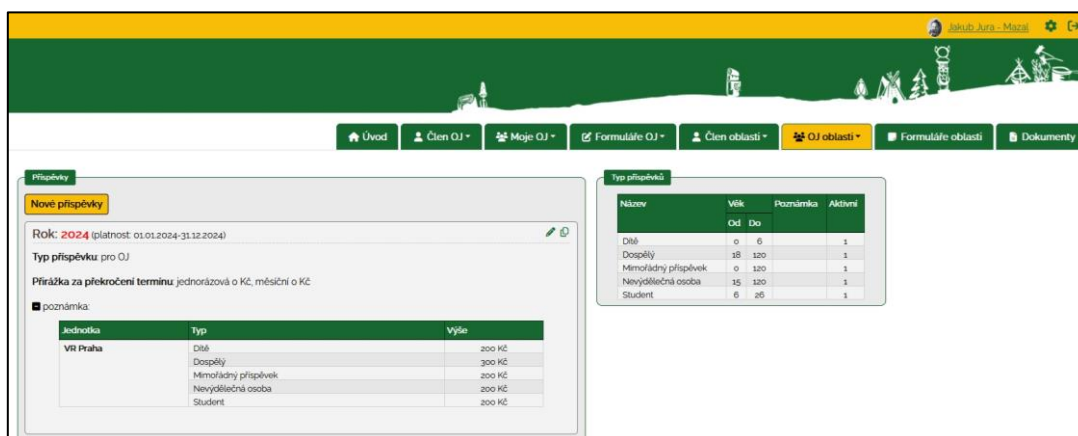 Jakub Jura - Mazal
Úvod
Člen OJ
Moje OJ
Formuláře OJ
Člen oblasti
OJ oblasti
Formuláře oblasti
Dokumenty
Příspěvky
Nové příspěvky
Rok: 2024 (platnost: 01.01.2024-31.12.2024)
Typ příspěvku: pro OJ
Přirážka za překročení termínu: jednorázová 0 Kč, měsíční 0 Kč
poznámka:
Jednotka Typ Výše
VR Praha Dítě 200 Kč
Dospělý 300 Kč
Mimořádný příspěvek 200 Kč
Nevýdělečná osoba 200 Kč
Student 200 Kč
Typ příspěvků
Název Věk Poznámka Aktivní
Od Do
Dítě 0 6 1
Dospělý 18 120 1
Mimořádný příspěvek 0 120 1
Nevýdělečná osoba 15 120 1
Student 6 26 1